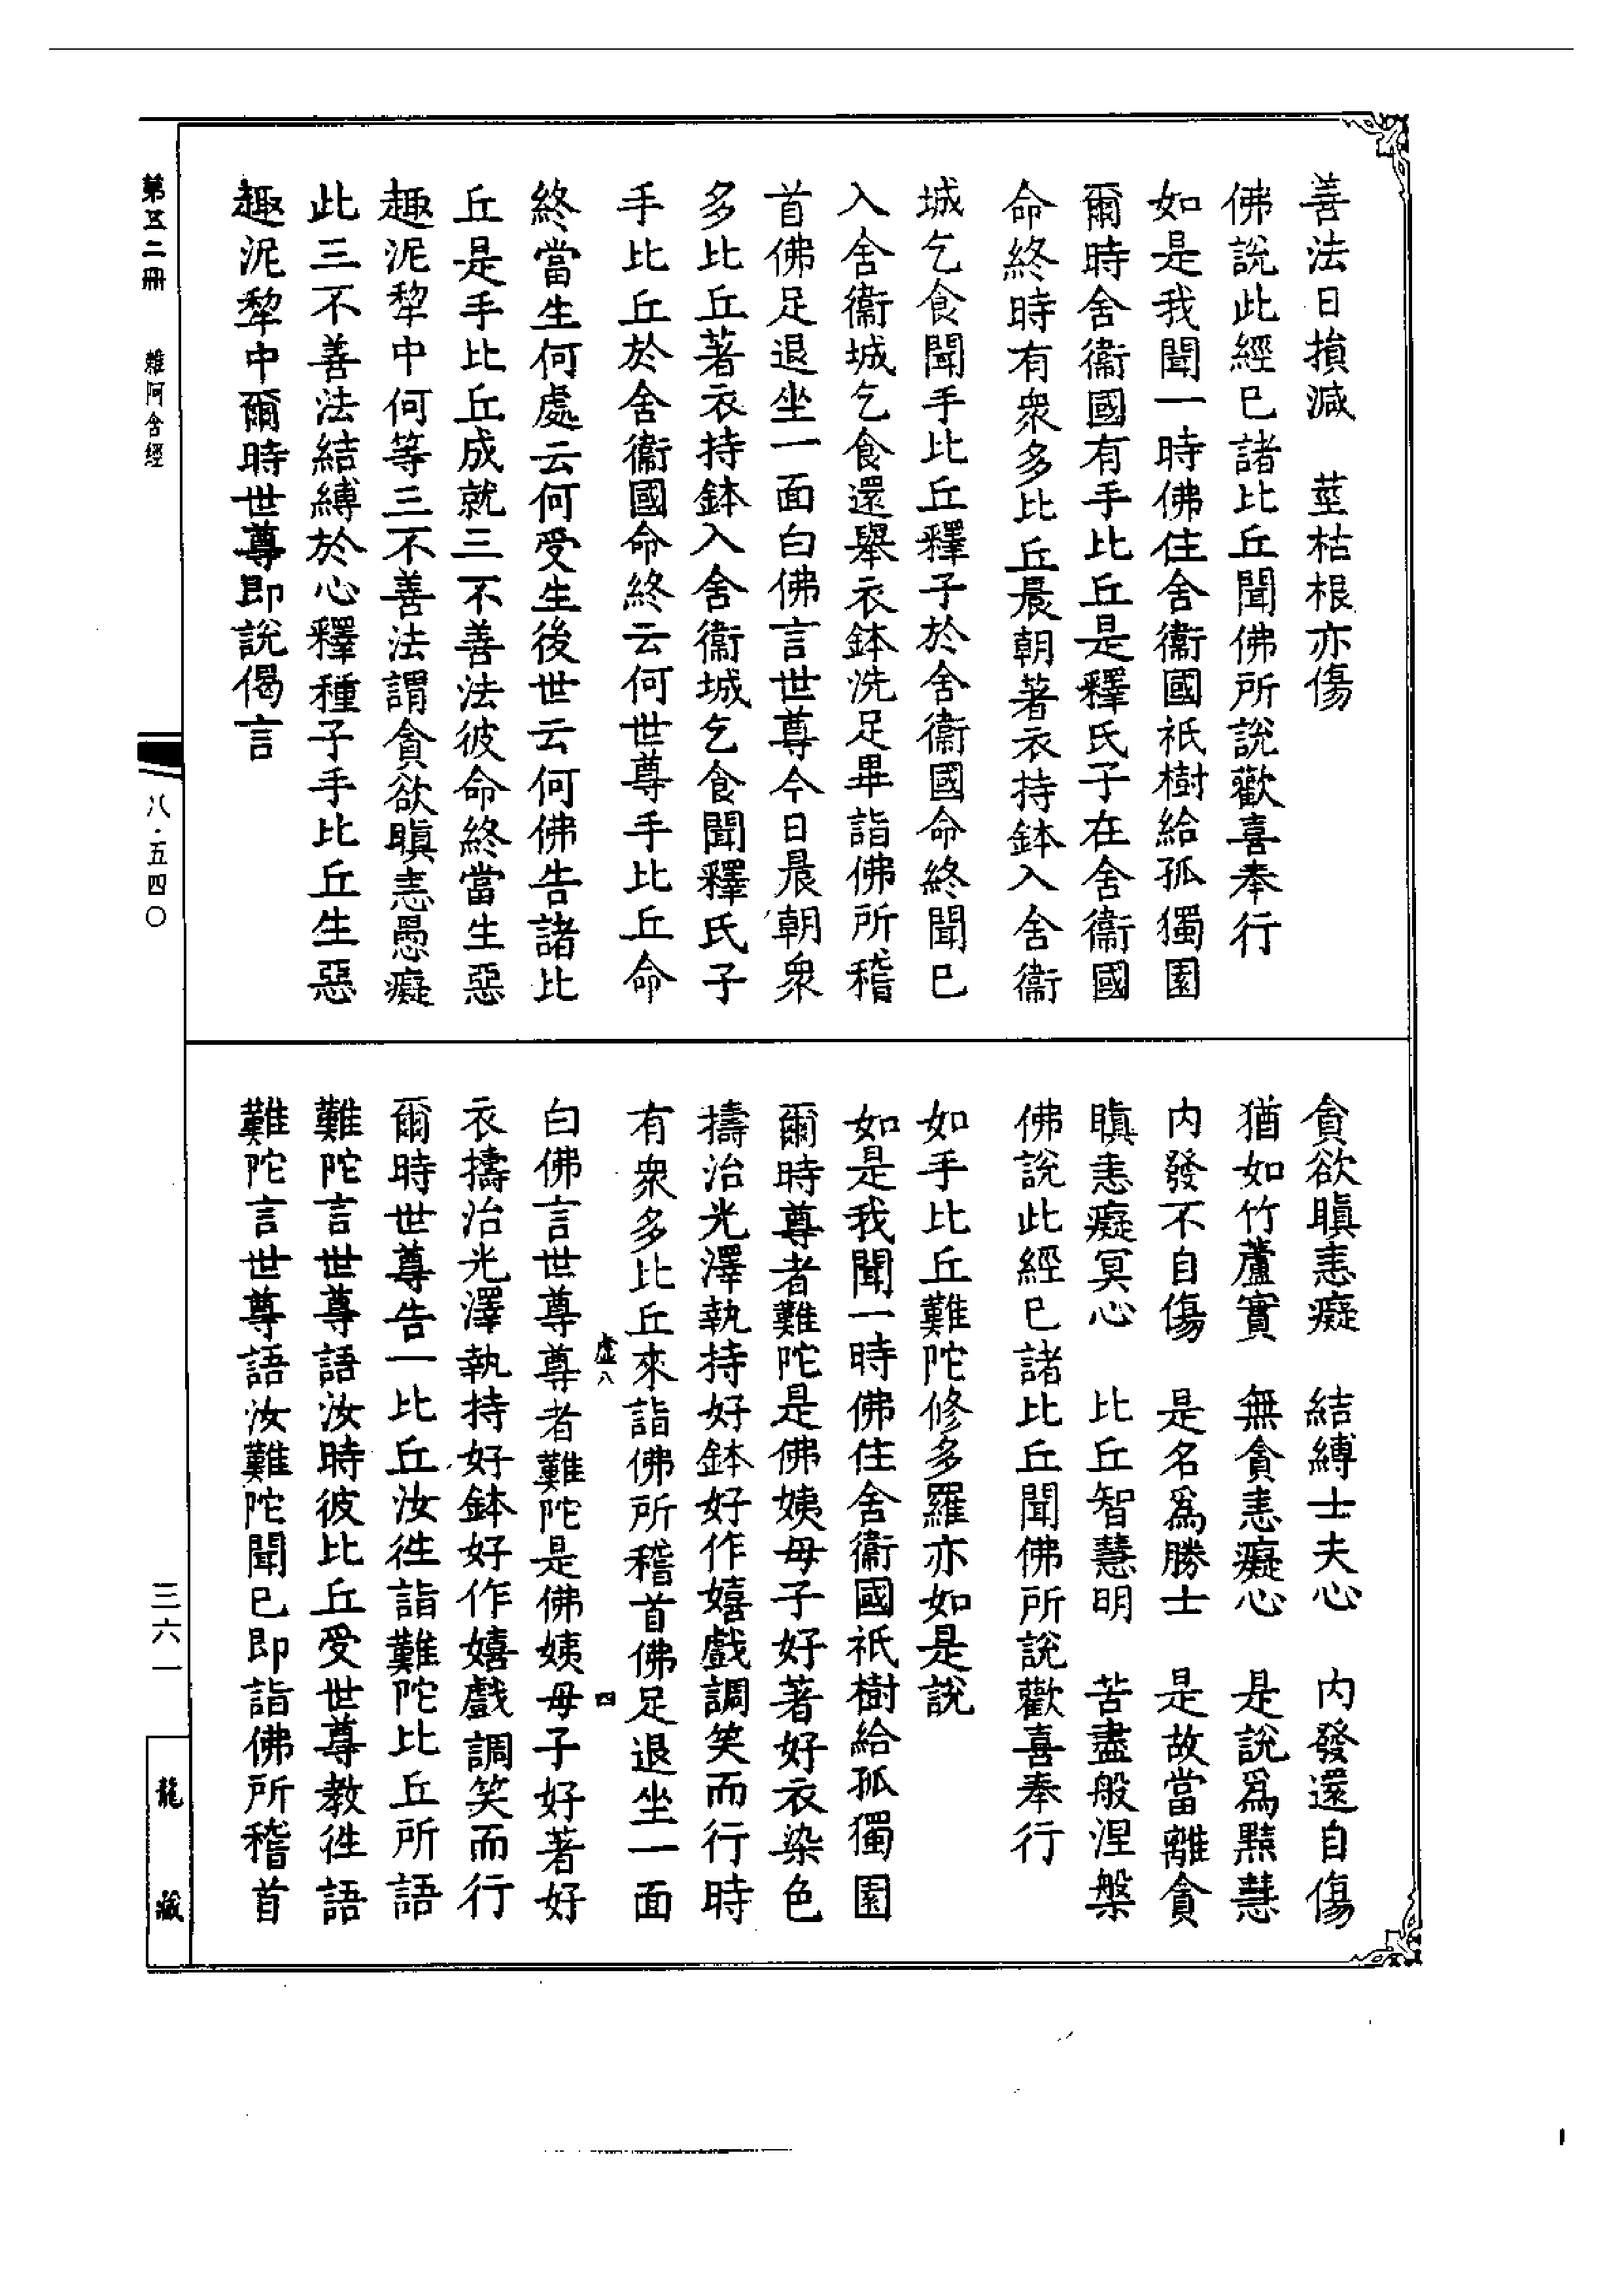 善法日損減　莖枯根亦傷
佛說此經已諸比丘聞佛所說歡喜奉行
如是我聞一時佛住舍衞國祇樹給孤獨園
爾時舍衞國有手比丘是釋氏子在舍衞國
命終時有衆多比丘晨朝著衣持鉢入舍衞
城乞食聞手比丘釋子於舍衞國命終聞已
入舍衞城乞食還舉衣鉢洗足畢詣佛所稽
首佛足退坐一面白佛言世尊今日晨朝衆
多比丘著衣持鉢入舍衞城乞食聞釋氏子
手比丘於舍衞國命終云何世尊手比丘命
終當生何處云何受生後世云何佛告諸比
丘是手比丘成就三不善法彼命終當生惡
趣泥犂中何等三不善法謂貪欲瞋恚愚癡
此三不善法結縛於心釋種子手比丘生惡
趣泥犂中爾時世尊即說偈言
貪欲瞋恚癡　結縛士夫心　內發還自傷
猶如竹蘆實　無貪恚癡心　是說爲黠慧
內發不自傷　是名爲勝士　是故當離貪
瞋恚癡冥心　比丘智慧明　苦盡般涅槃
佛說此經已諸比丘聞佛所說歡喜奉行
如手比丘難陀修多羅亦如是說
如是我聞一時佛住舍衞國祇樹給孤獨園
爾時尊者難陀是佛姨母子好著好衣染色
擣治光澤執持好鉢好作嬉戲調笑而行時
有衆多比丘來詣佛所稽首佛足退坐一面
虛八　四
白佛言世尊尊者難陀是佛姨母子好著好
衣擣治光澤執持好鉢好作嬉戲調笑而行
爾時世尊告一比丘汝往詣難陀比丘所語
難陀言世尊語汝時彼比丘受世尊教往語
難陀言世尊語汝難陀聞已即詣佛所稽首
第五二冊　雜阿含經　八·五四〇　三六一　龍藏